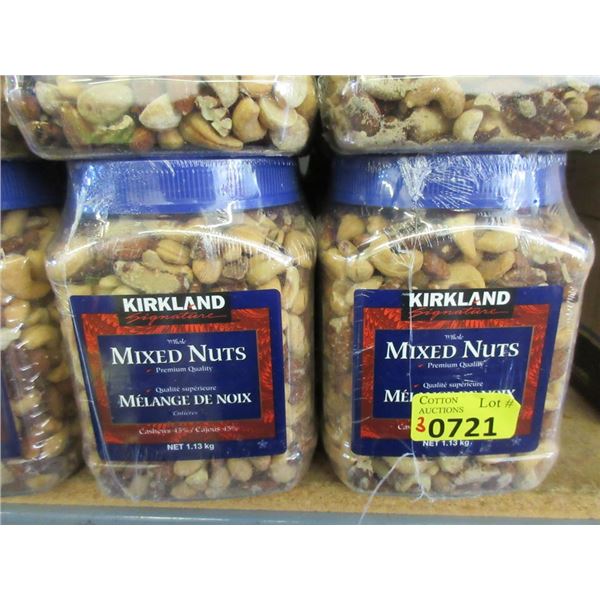 KIRKLAND
Signature
Whole
MIXED NUTS
Premium Quality
Qualité supérieure
MÉLANGE DE NOIX
Entières
Cashews 45% / Cajous 45%
NET 1.13 kg
KIRKLAND
Signature
Whole
MIXED NUTS
Premium Quality
Qualité supérieure
MÉLANGE DE NOIX
COTTON Lot #
AUCTIONS
0721
NET 1.13 kg